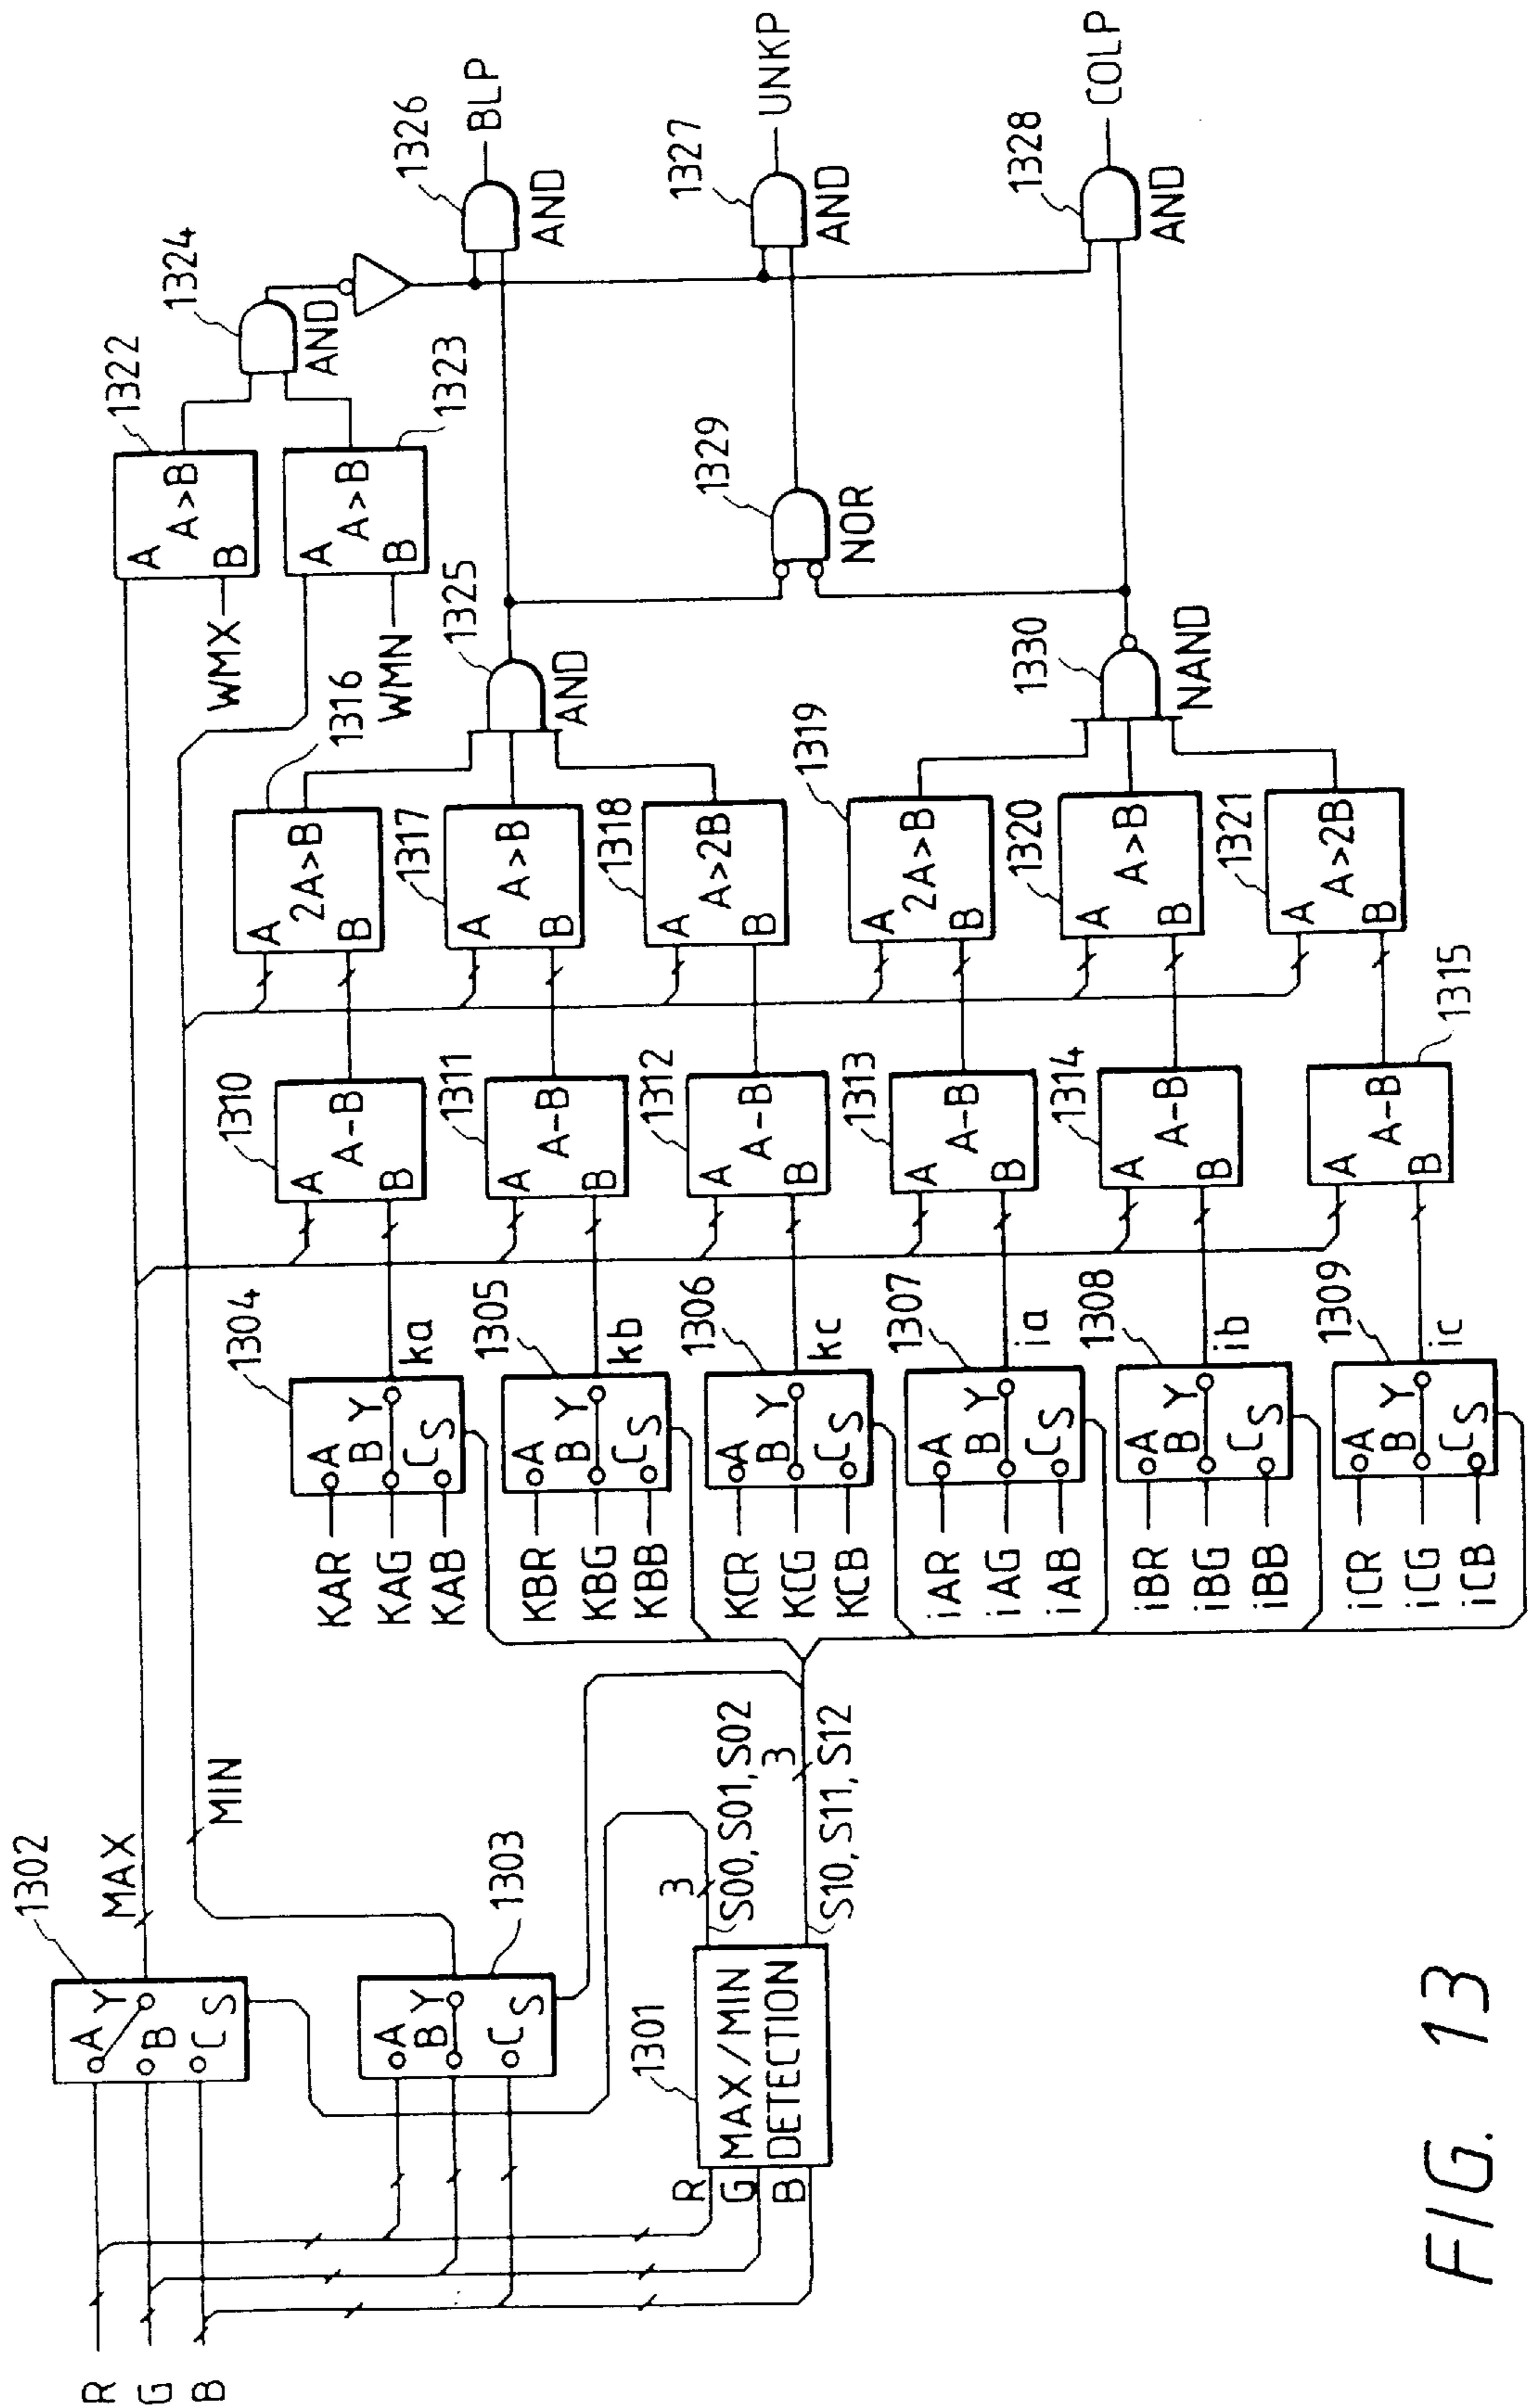 R
G
B
1302
A
Y
B
C
S
MAX
1303
A
B
Y
C
S
MIN
1301
R
G
B
MAX/MIN
DETECTION
3
S00, S01, S02
3
S10, S11, S12
KAR
KAG
KAB
1304
A
B
Y
C
S
ka
KBR
KBG
KBB
1305
A
B
Y
C
S
kb
KCR
KCG
KCB
1306
A
B
Y
C
S
kc
iAR
iAG
iAB
1307
A
B
Y
C
S
ia
iBR
iBG
iBB
1308
A
B
Y
C
S
ib
iCR
iCG
iCB
1309
A
B
Y
C
S
ic
1310
A
A-B
B
1311
A
A-B
B
1312
A
A-B
B
1313
A
A-B
B
1314
A
A-B
B
1315
A
A-B
B
1316
A
2A>B
B
1317
A
A>B
B
1318
A
A>2B
B
1319
A
2A>B
B
1320
A
A>B
B
1321
A
A>2B
B
WMX
1322
A
A>B
B
WMN
1323
A
A>B
B
1324
AND
1325
AND
1330
NAND
1329
NOR
1326
AND
BLP
1327
AND
UNKP
1328
AND
COLP
FIG. 13